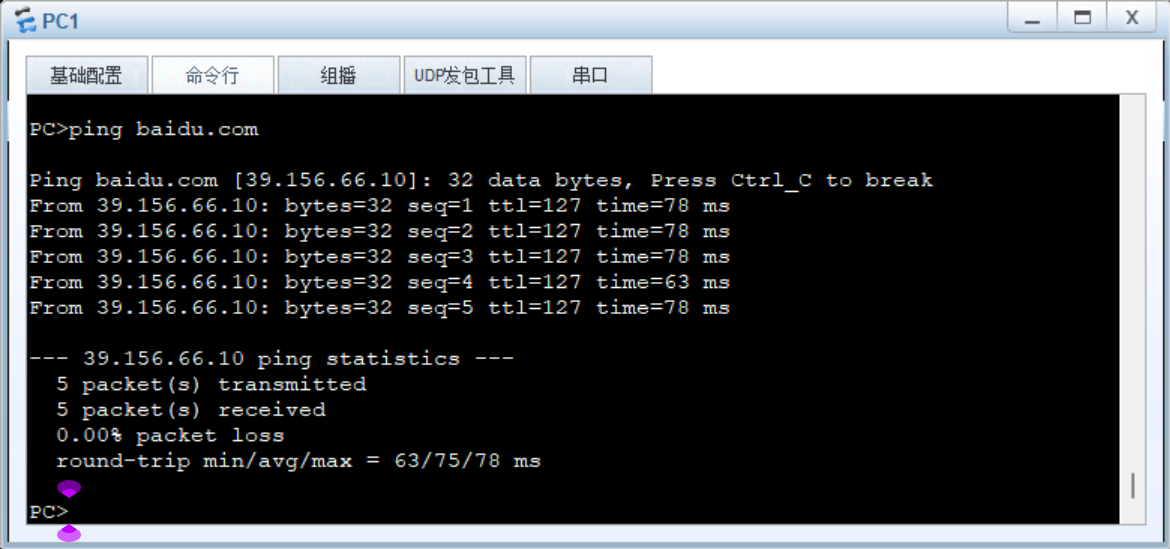 PC1
基础配置 命令行 组播 UDP发包工具 串口
PC>ping baidu.com
Ping baidu.com [39.156.66.10]: 32 data bytes, Press Ctrl_C to break
From 39.156.66.10: bytes=32 seq=1 ttl=127 time=78 ms
From 39.156.66.10: bytes=32 seq=2 ttl=127 time=78 ms
From 39.156.66.10: bytes=32 seq=3 ttl=127 time=78 ms
From 39.156.66.10: bytes=32 seq=4 ttl=127 time=63 ms
From 39.156.66.10: bytes=32 seq=5 ttl=127 time=78 ms
--- 39.156.66.10 ping statistics ---
5 packet(s) transmitted
5 packet(s) received
0.00% packet loss
round-trip min/avg/max = 63/75/78 ms
PC>